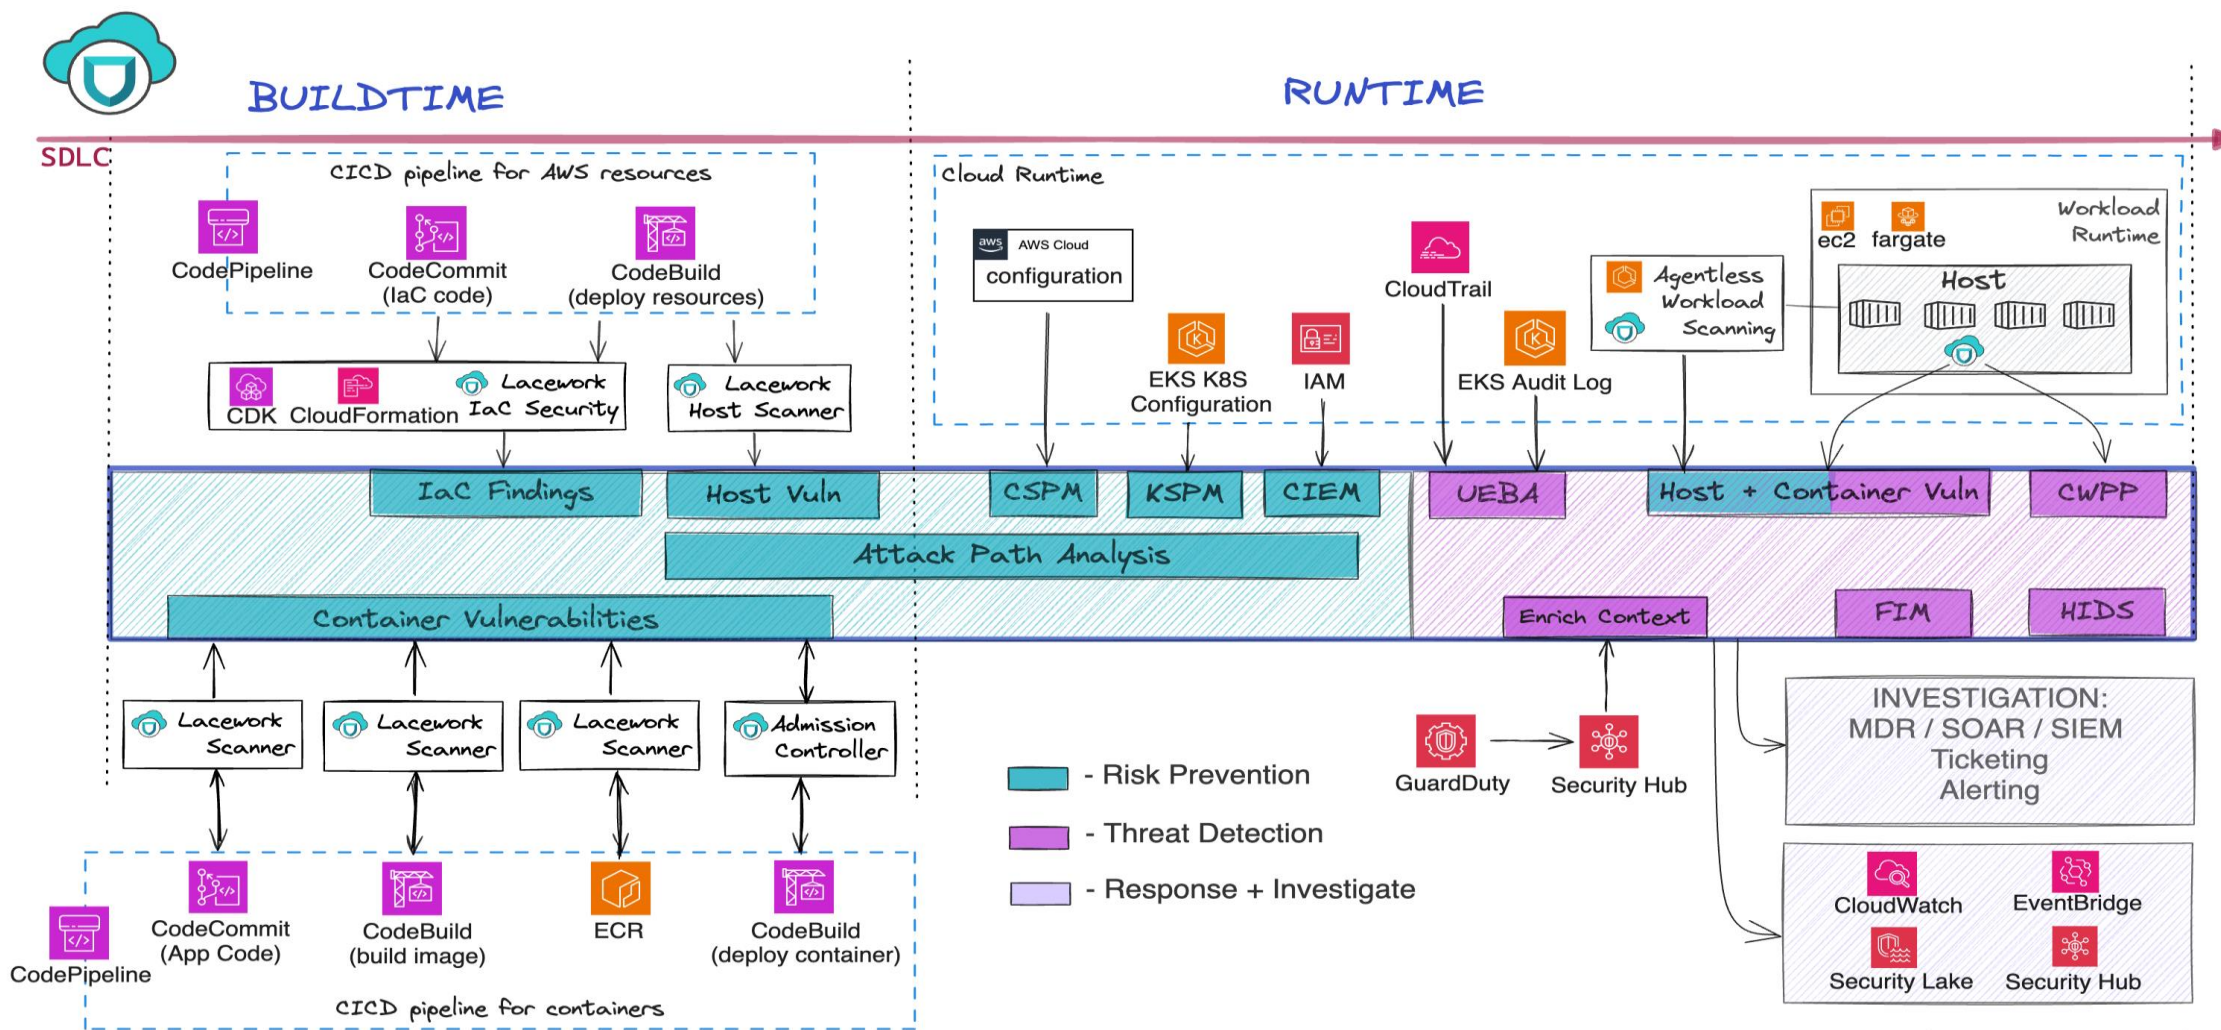 BUILDTIME
RUNTIME
SDLC
CICD pipeline for AWS resources
CodePipeline
CodeCommit
(IaC code)
CodeBuild
(deploy resources)
CDK
CloudFormation
Lacework
IaC Security
Lacework
Host Scanner
Cloud Runtime
aws
AWS Cloud
configuration
EKS K8S
Configuration
IAM
CloudTrail
EKS Audit Log
Agentless
Workload
Scanning
ec2
fargate
Workload
Runtime
Host
IaC Findings
Host Vuln
CSPM
KSPM
CIEM
UEBA
Host + Container Vuln
CWPP
Attack Path Analysis
Container Vulnerabilities
Enrich Context
FIM
HIDS
Lacework
Scanner
Lacework
Scanner
Lacework
Scanner
Admission
Controller
CodePipeline
CodeCommit
(App Code)
CodeBuild
(build image)
ECR
CodeBuild
(deploy container)
CICD pipeline for containers
- Risk Prevention
- Threat Detection
- Response + Investigate
GuardDuty
Security Hub
INVESTIGATION:
MDR / SOAR / SIEM
Ticketing
Alerting
CloudWatch
EventBridge
Security Lake
Security Hub